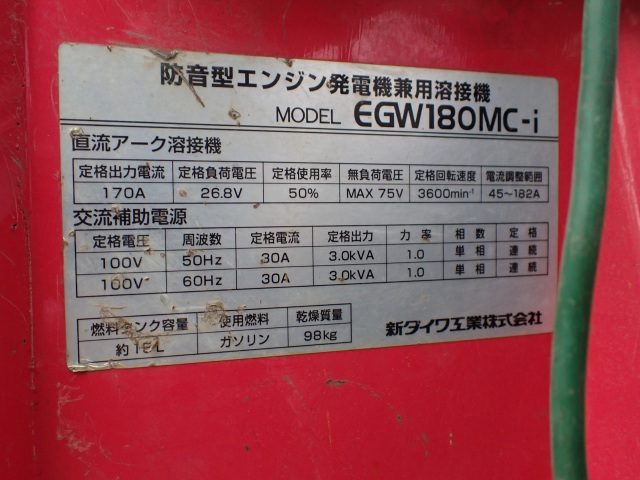 防音型エンジン発電機兼用溶接機
MODEL EGW180MC-i
直流アーク溶接機
定格出力電流 定格負荷電圧 定格使用率 無負荷電圧 定格回転速度 電流調整範囲
170A 26.8V 50% MAX 75V 3600min⁻¹ 45~182A
交流補助電源
定格電圧 周波数 定格電流 定格出力 力率 相数 定格
100V 50Hz 30A 3.0kVA 1.0 単相 連続
100V 60Hz 30A 3.0kVA 1.0 単相 連続
燃料タンク容量 使用燃料 乾燥質量
ガソリン 98kg
新ダイワ工業株式会社